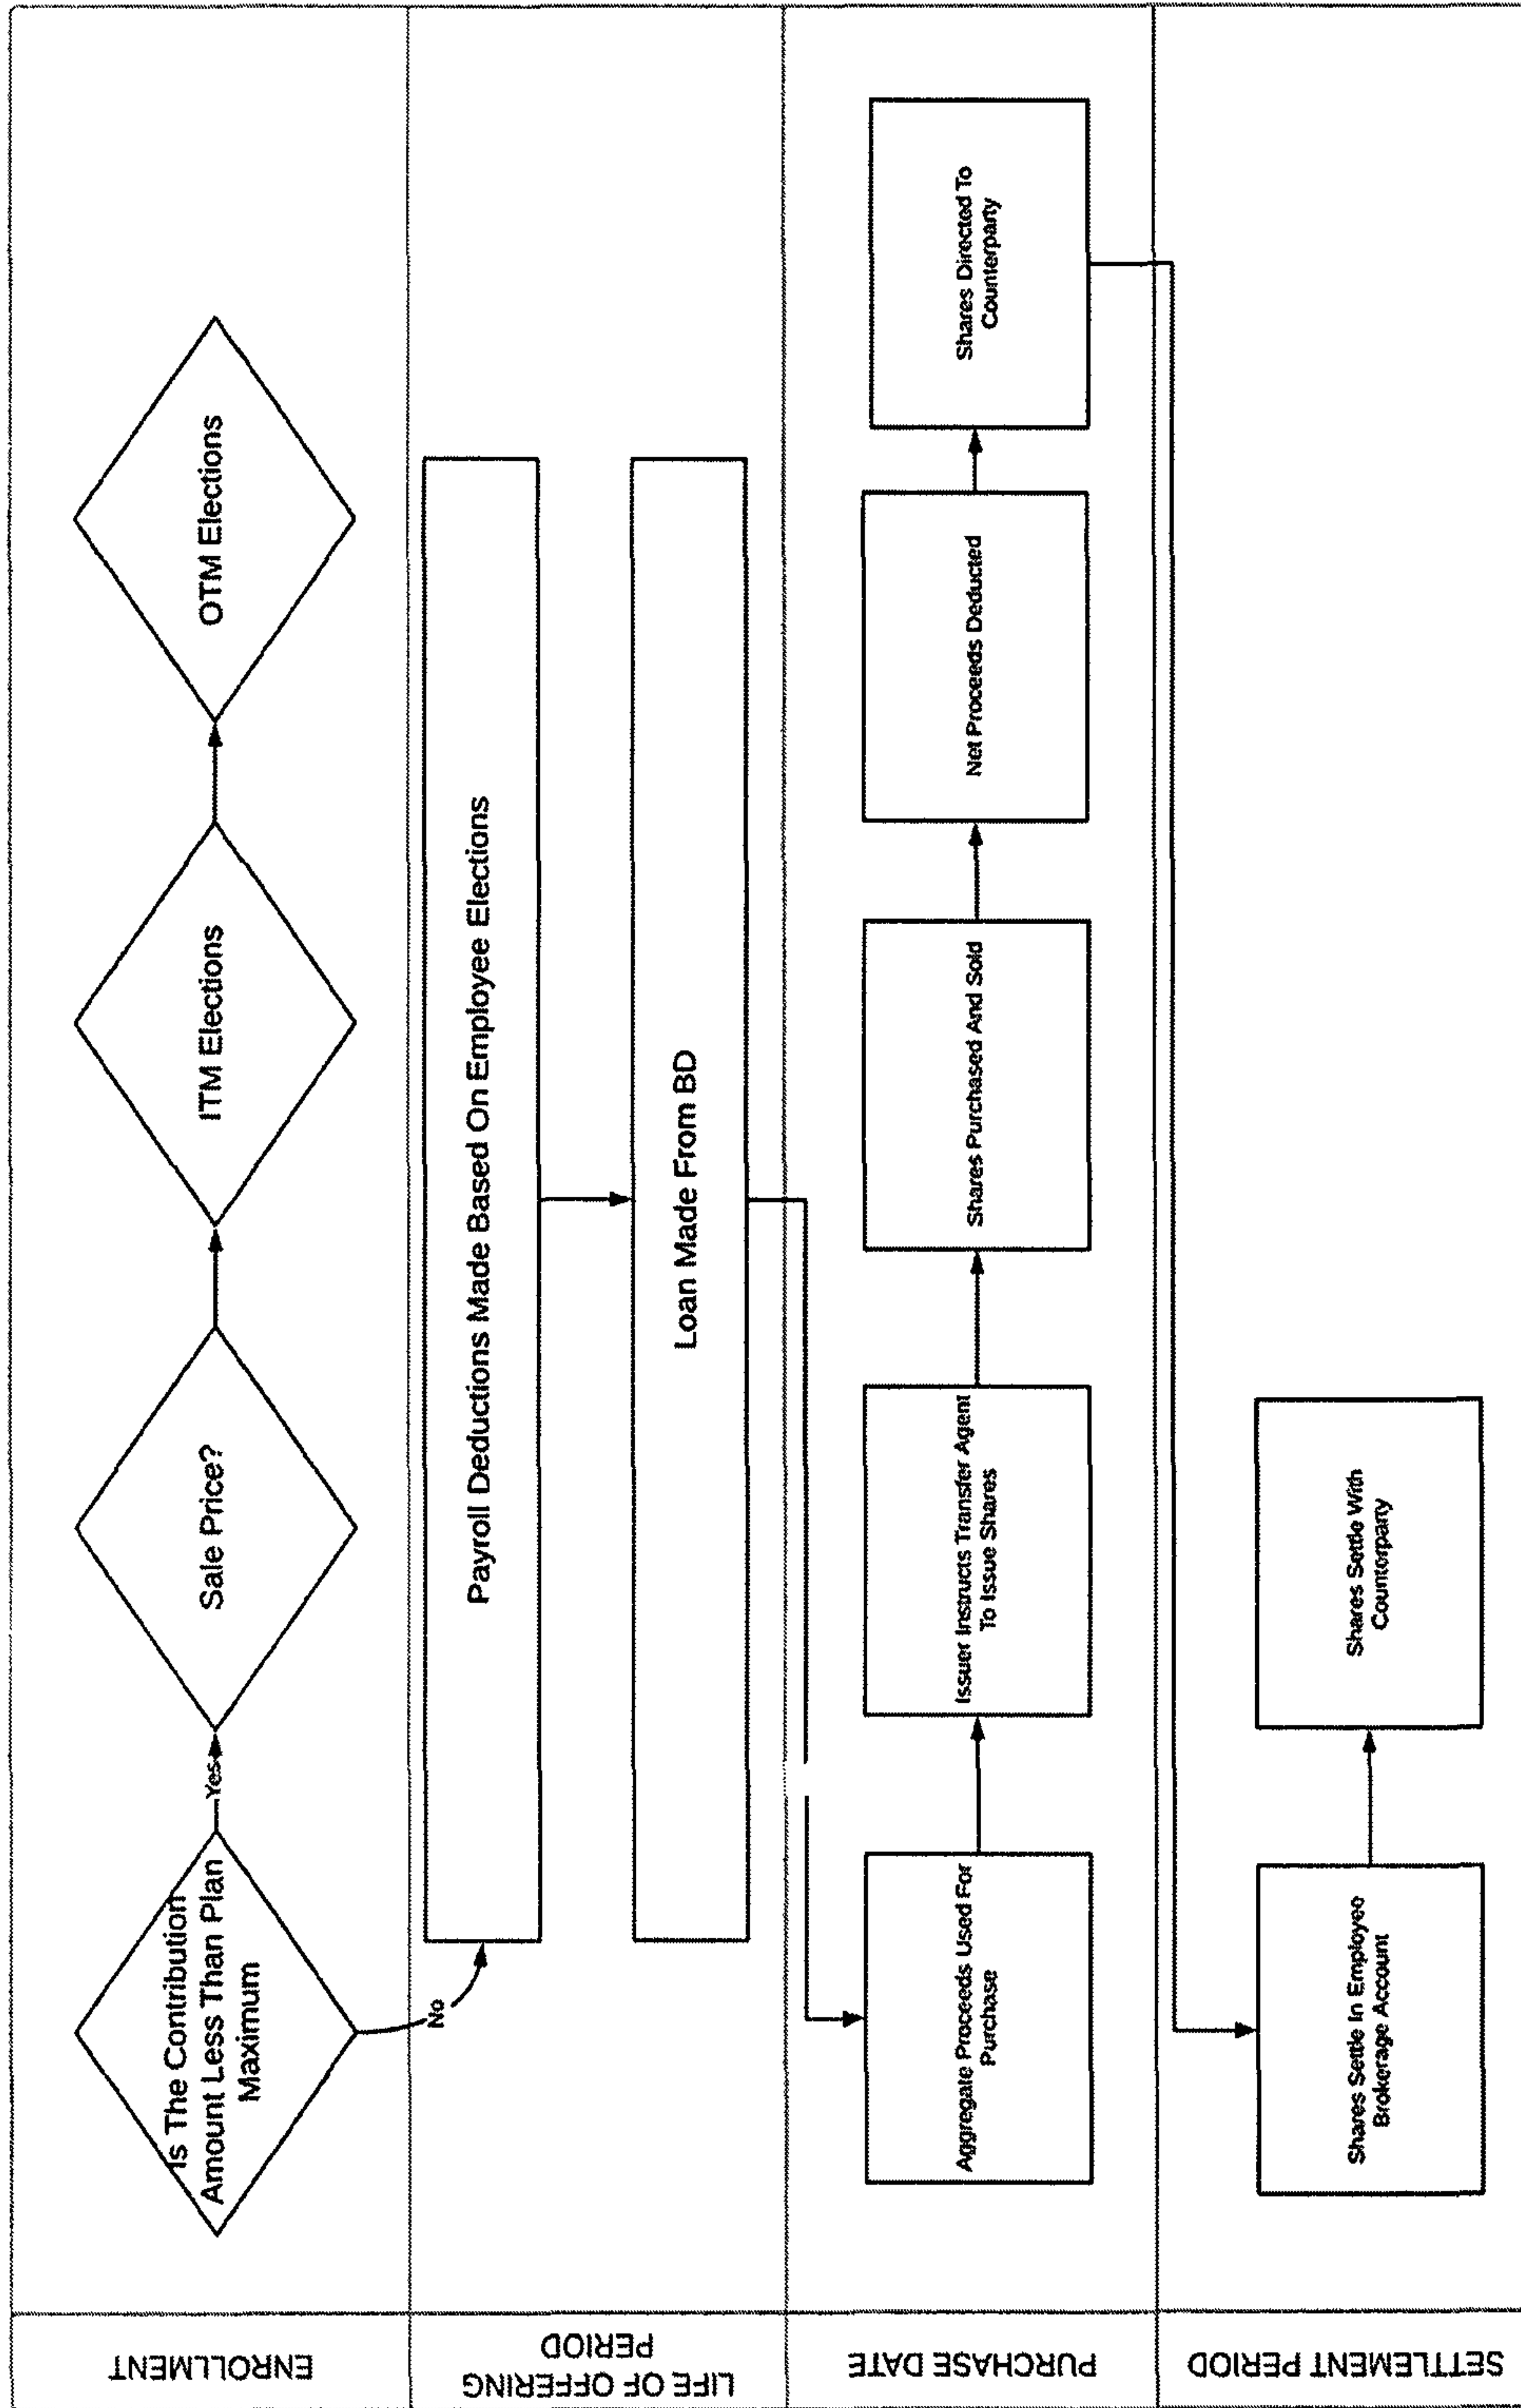 ENROLLMENT
Is The Contribution
Amount Less Than Plan
Maximum
Yes
No
Sale Price?
ITM Elections
OTM Elections
LIFE OF OFFERING
PERIOD
Payroll Deductions Made Based On Employee Elections
Loan Made From BD
PURCHASE DATE
Aggregate Proceeds Used For
Purchase
Issuer Instructs Transfer Agent
To Issue Shares
Shares Purchased And Sold
Net Proceeds Deducted
Shares Directed To
Counterparty
SETTLEMENT PERIOD
Shares Settle In Employee
Brokerage Account
Shares Settle With
Counterparty